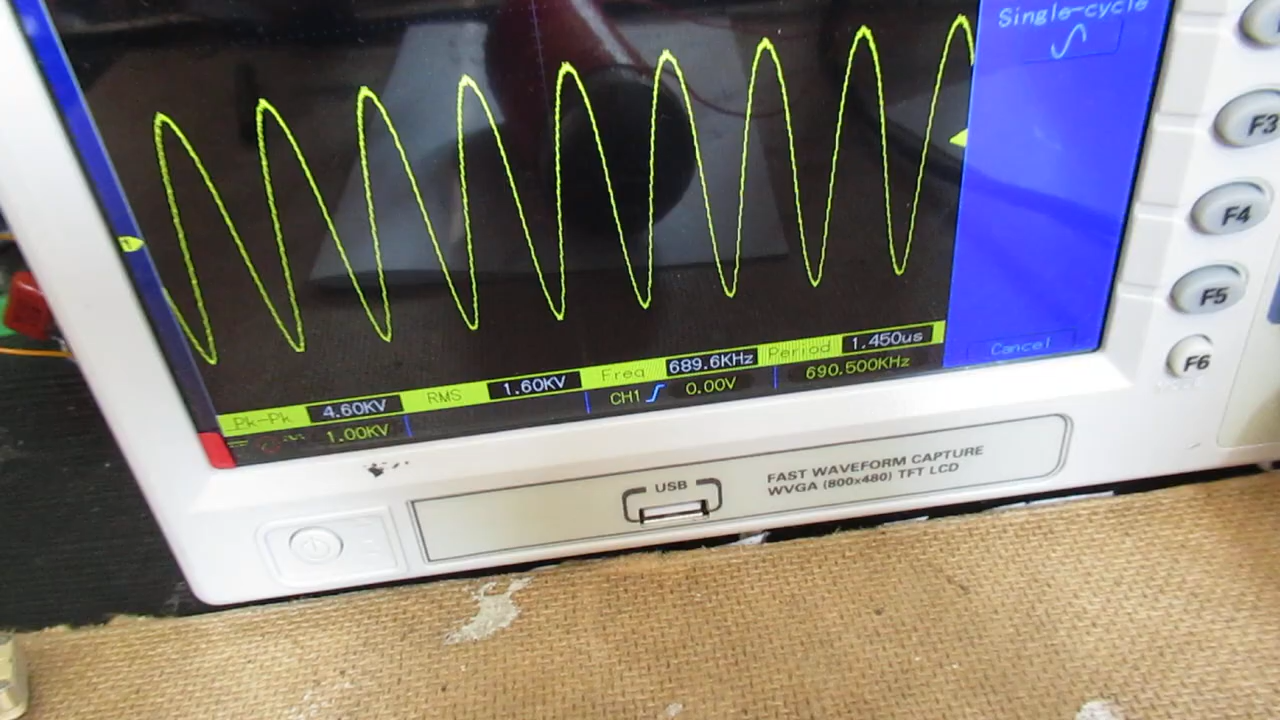 Single-cycle
F3
F4
F5
Cancel
F6
Pk-Pk 4.60KV RMS 1.60KV Freq 689.6KHz Period 1.450us
1.00KV CH1 0.00V 690.500KHz
1
USB
FAST WAVEFORM CAPTURE
WVGA (800x480) TFT LCD